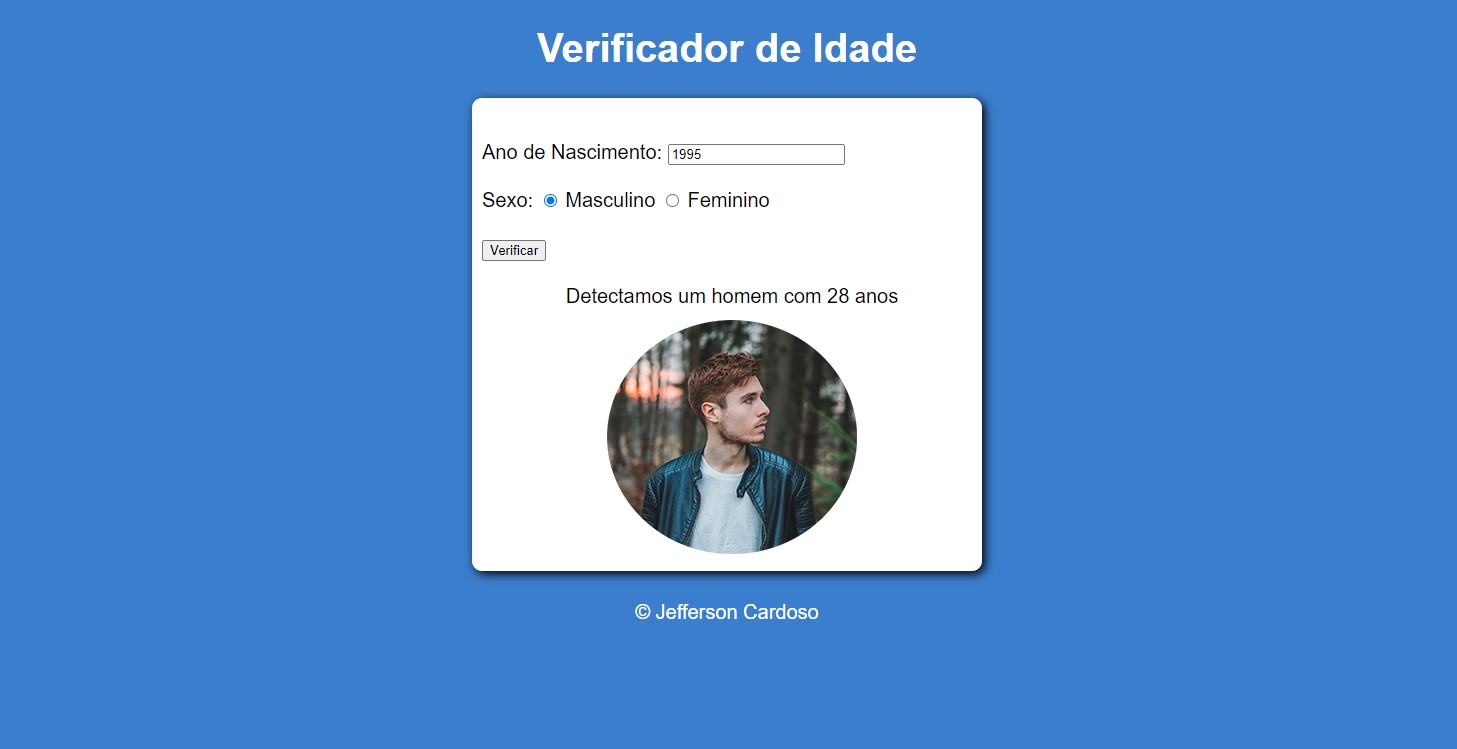 Verificador de Idade
Ano de Nascimento: 1995
Sexo: Masculino Feminino
Verificar
Detectamos um homem com 28 anos
© Jefferson Cardoso